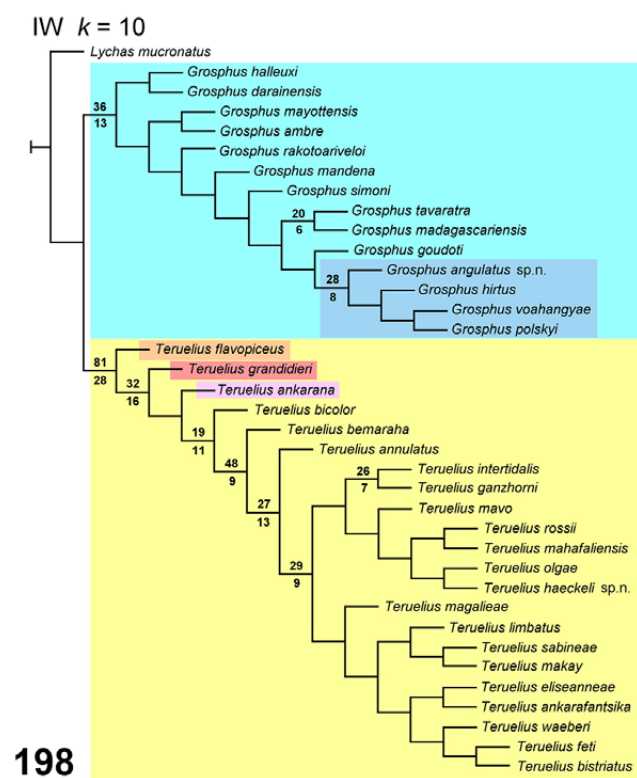 IW k = 10
Lychas mucronatus
Grosphus halleuxi
Grosphus darainensis
36
13
Grosphus mayottensis
Grosphus ambre
Grosphus rakotoariveloi
Grosphus mandena
Grosphus simoni
20
6
Grosphus tavaratra
Grosphus madagascariensis
Grosphus goudoti
28
8
Grosphus angulatus sp.n.
Grosphus hirtus
Grosphus voahangyae
Grosphus polskyi
81
28
Teruelius flavopiceus
32
16
Teruelius grandidieri
Teruelius ankarana
19
11
Teruelius bicolor
48
9
Teruelius bemaraha
27
13
Teruelius annulatus
26
7
Teruelius intertidalis
Teruelius ganzhorni
Teruelius mavo
29
9
Teruelius rossii
Teruelius mahafaliensis
Teruelius olgae
Teruelius haeckeli sp.n.
Teruelius magalieae
Teruelius limbatus
Teruelius sabineae
Teruelius makay
Teruelius eliseanneae
Teruelius ankarafantsika
Teruelius waeberi
Teruelius feti
Teruelius bistriatus
198